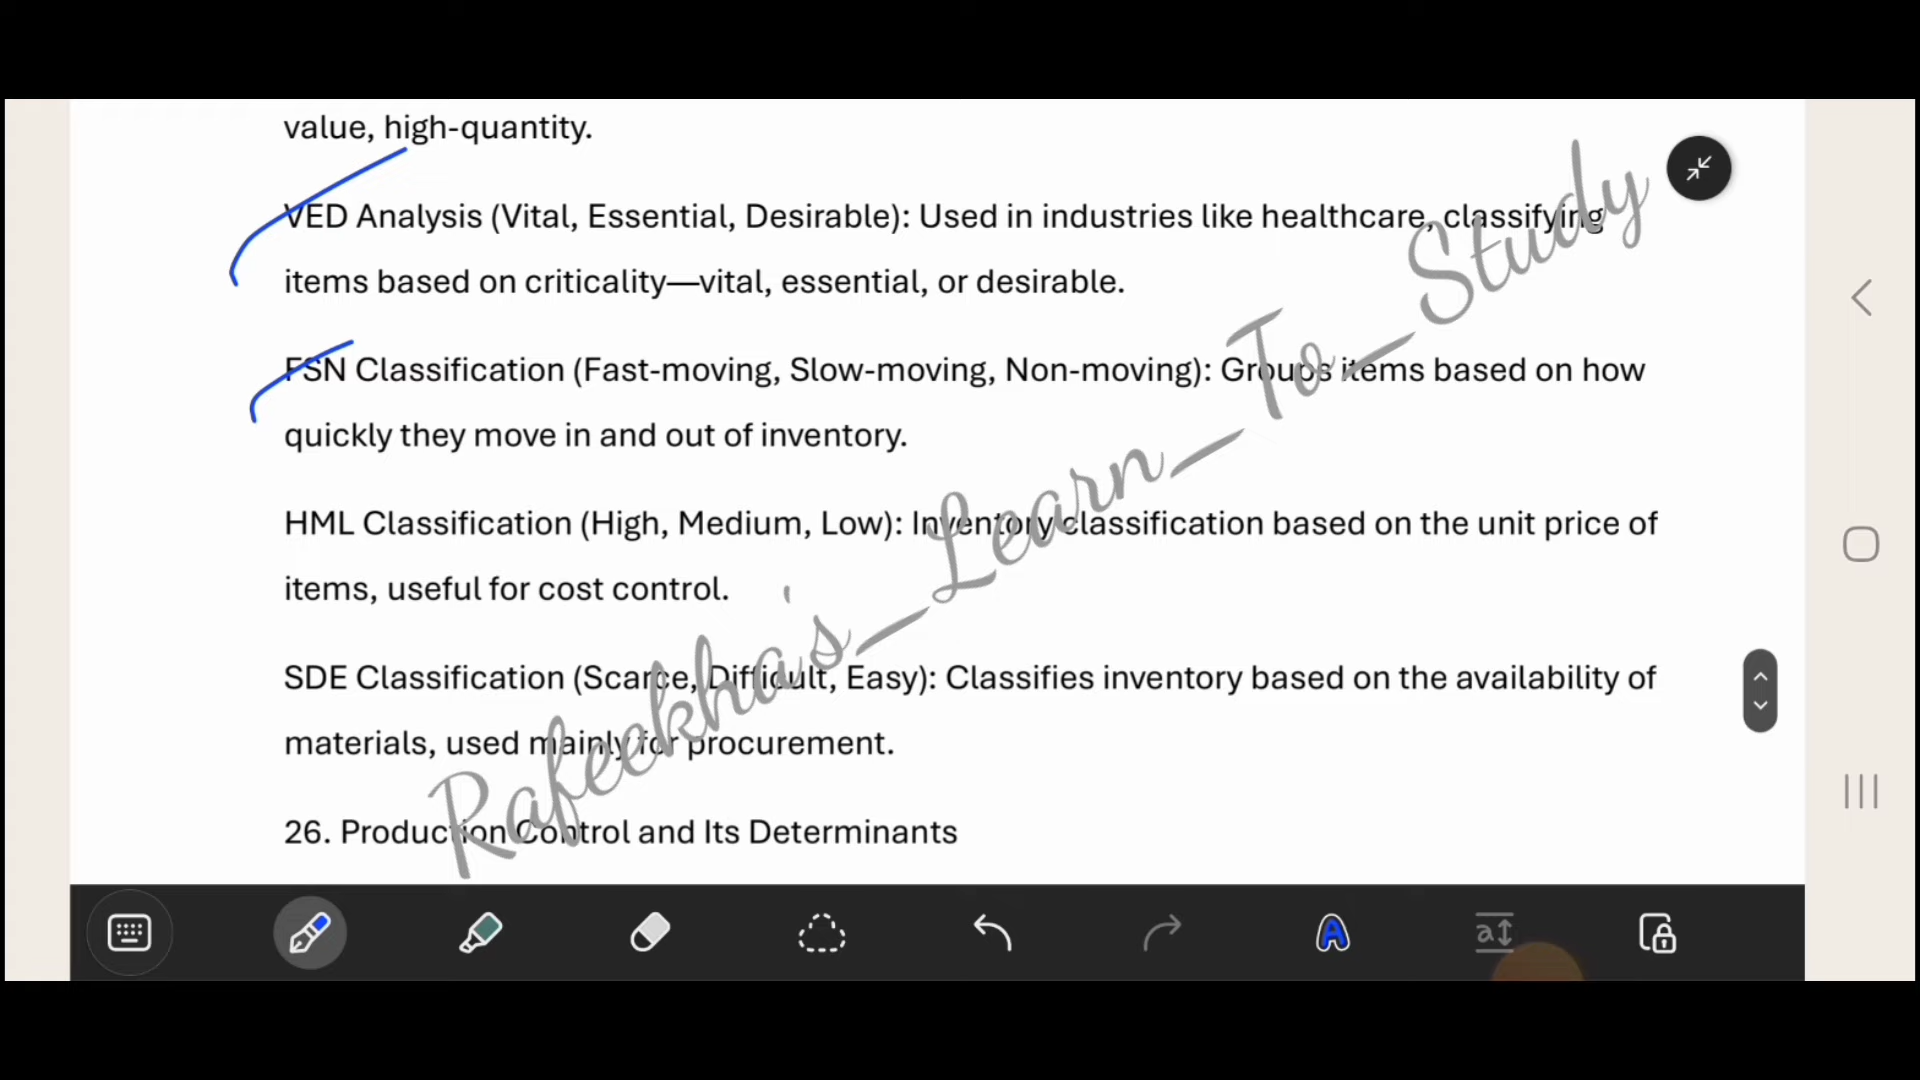 value, high-quantity.
VED Analysis (Vital, Essential, Desirable): Used in industries like healthcare, classifying
items based on criticality—vital, essential, or desirable.
FSN Classification (Fast-moving, Slow-moving, Non-moving): Groups items based on how
quickly they move in and out of inventory.
HML Classification (High, Medium, Low): Inventory classification based on the unit price of
items, useful for cost control.
SDE Classification (Scarce, Difficult, Easy): Classifies inventory based on the availability of
materials, used mainly for procurement.
26. Production Control and Its Determinants
Rafeekha's_Learn_To_Study